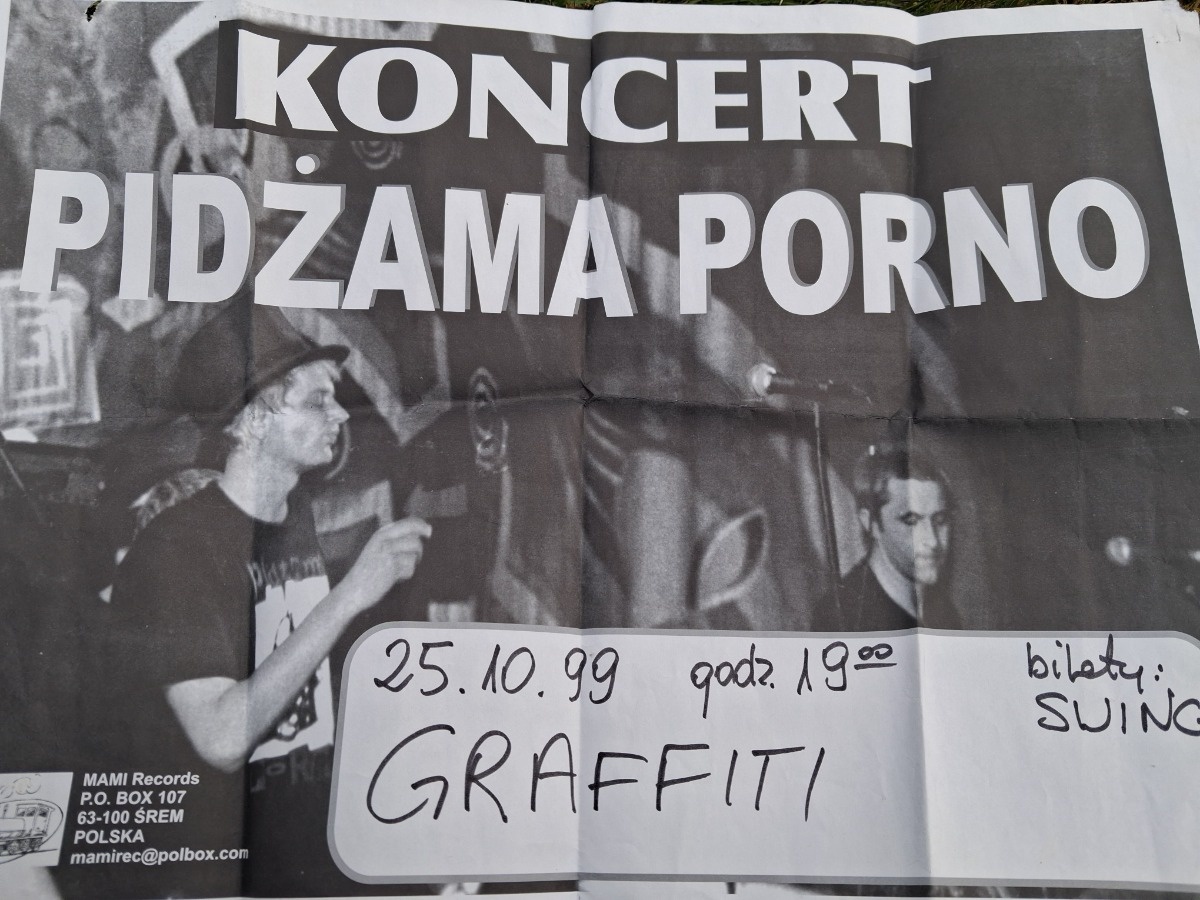 KONCERT
PIDŻAMA PORNO
25.10.99 godz. 19⁰⁰ bilety:
SWING
GRAFFITI
MAMI Records
P.O. BOX 107
63-100 ŚREM
POLSKA
mamirec@polbox.com